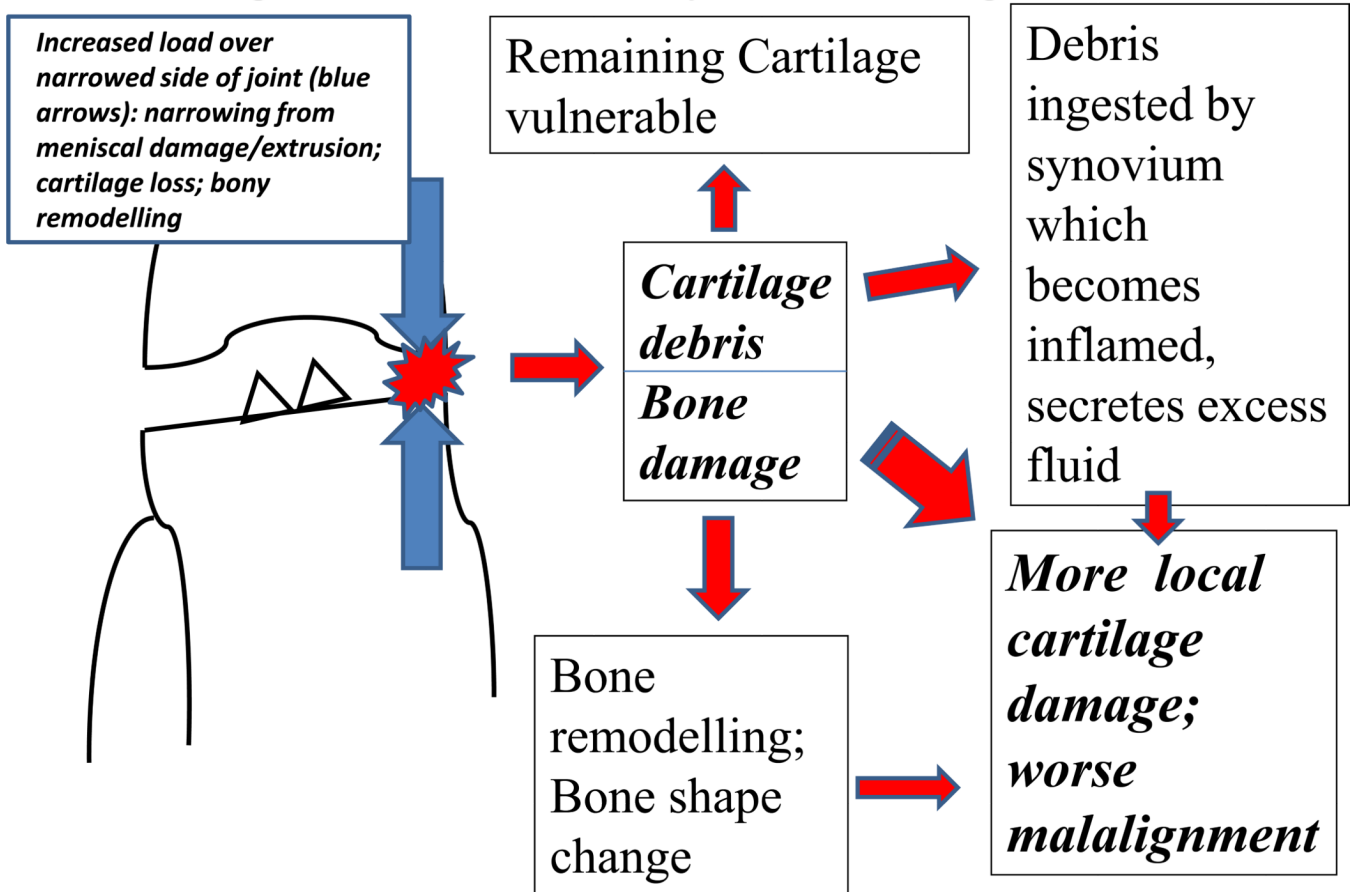 Increased load over
narrowed side of joint (blue
arrows): narrowing from
meniscal damage/extrusion;
cartilage loss; bony
remodelling
Remaining Cartilage
vulnerable
Debris
ingested by
synovium
which
becomes
inflamed,
secretes excess
fluid
Cartilage
debris
Bone
damage
Bone
remodelling;
Bone shape
change
More local
cartilage
damage;
worse
malalignment